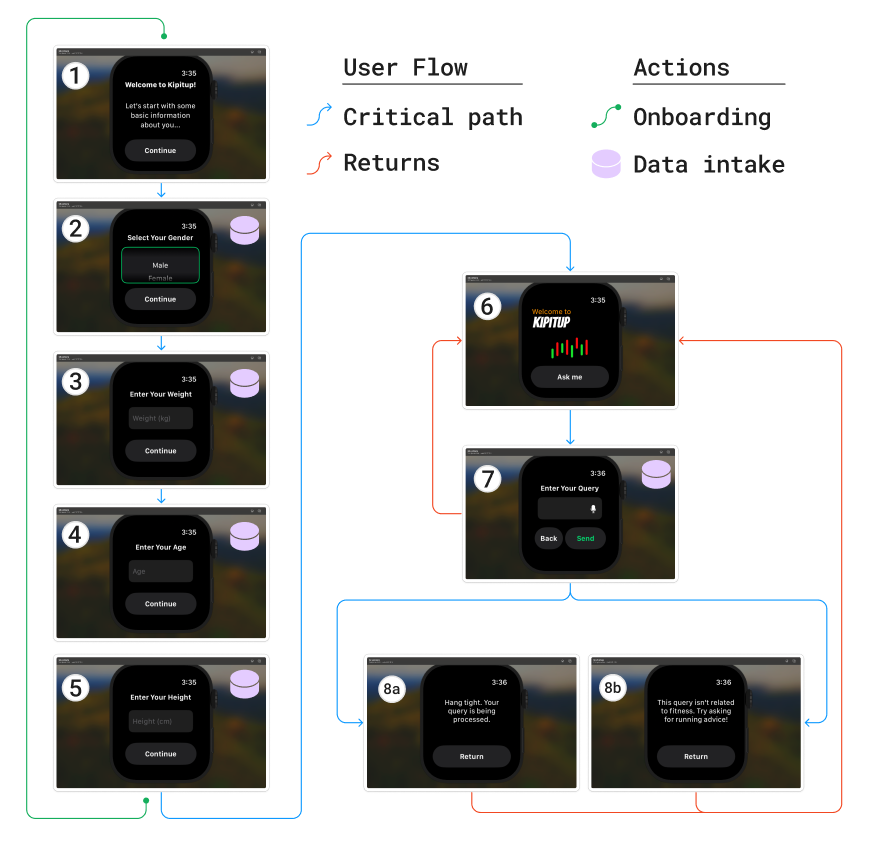 User Flow
Critical path
Returns
Actions
Onboarding
Data intake
1
3:35
Welcome to Kipitup!
Let's start with some
basic information
about you...
Continue
2
3:35
Select Your Gender
Male
Female
Continue
3
3:35
Enter Your Weight
Weight (kg)
Continue
4
3:35
Enter Your Age
Age
Continue
5
3:35
Enter Your Height
Height (cm)
Continue
6
3:35
Welcome to
KIPITUP
Ask me
7
3:36
Enter Your Query
Back
Send
8a
3:36
Hang tight. Your
query is being
processed.
Return
8b
3:36
This query isn't related
to fitness. Try asking
for running advice!
Return